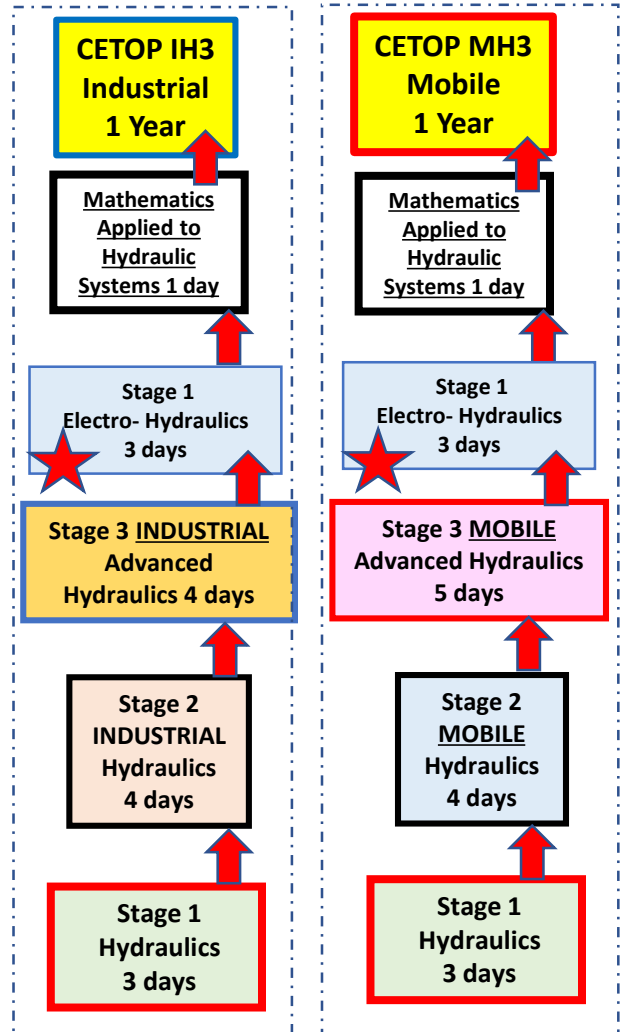 CETOP IH3
Industrial
1 Year
Mathematics
Applied to
Hydraulic
Systems 1 day
Stage 1
Electro- Hydraulics
3 days
Stage 3 INDUSTRIAL
Advanced
Hydraulics 4 days
Stage 2
INDUSTRIAL
Hydraulics
4 days
Stage 1
Hydraulics
3 days
CETOP MH3
Mobile
1 Year
Mathematics
Applied to
Hydraulic
Systems 1 day
Stage 1
Electro- Hydraulics
3 days
Stage 3 MOBILE
Advanced Hydraulics
5 days
Stage 2
MOBILE
Hydraulics
4 days
Stage 1
Hydraulics
3 days